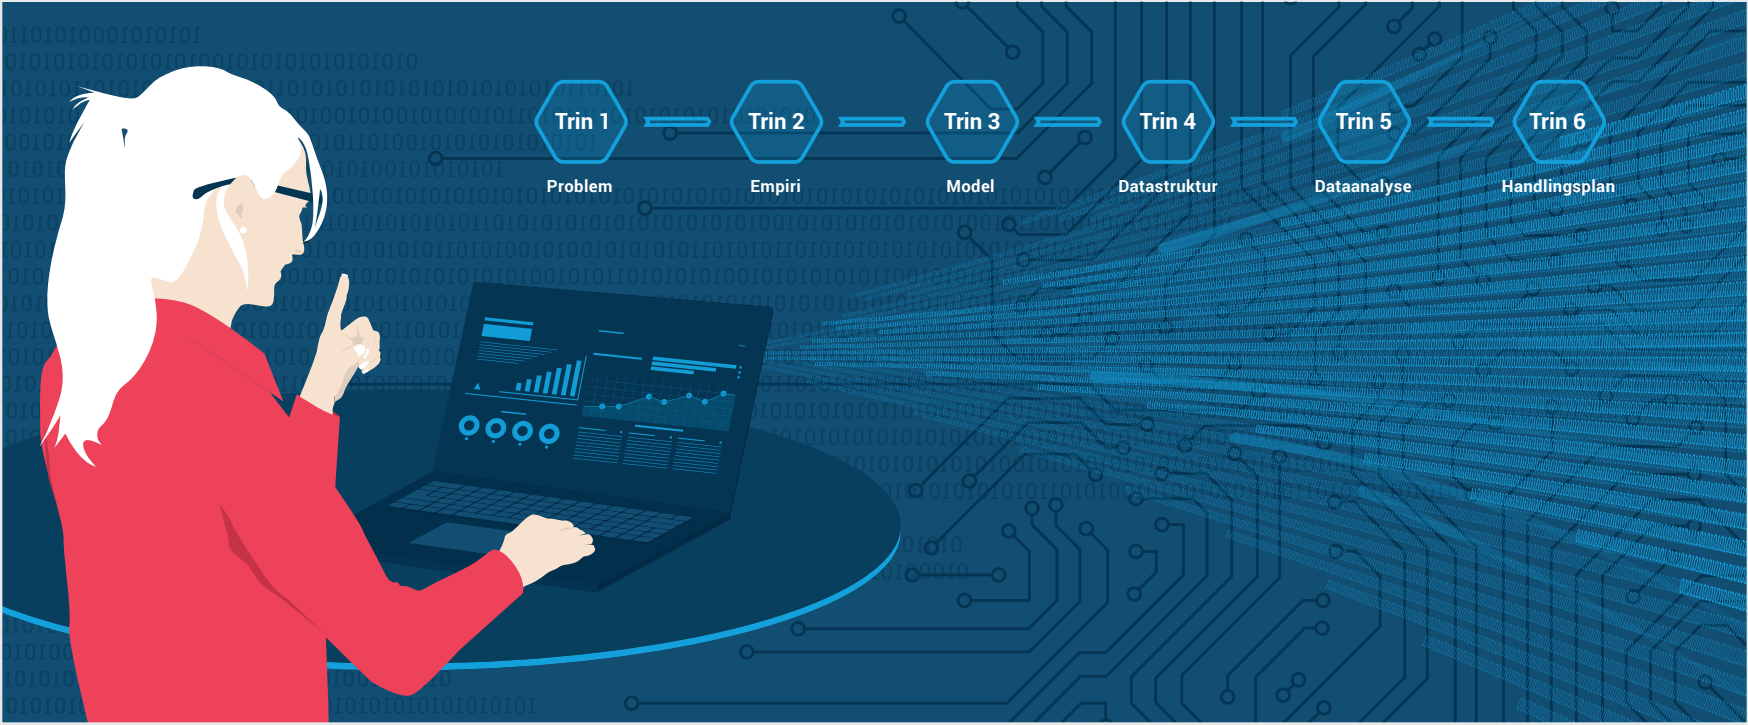 Trin 1
Trin 2
Trin 3
Trin 4
Trin 5
Trin 6
Problem
Empiri
Model
Datastruktur
Dataanalyse
Handlingsplan